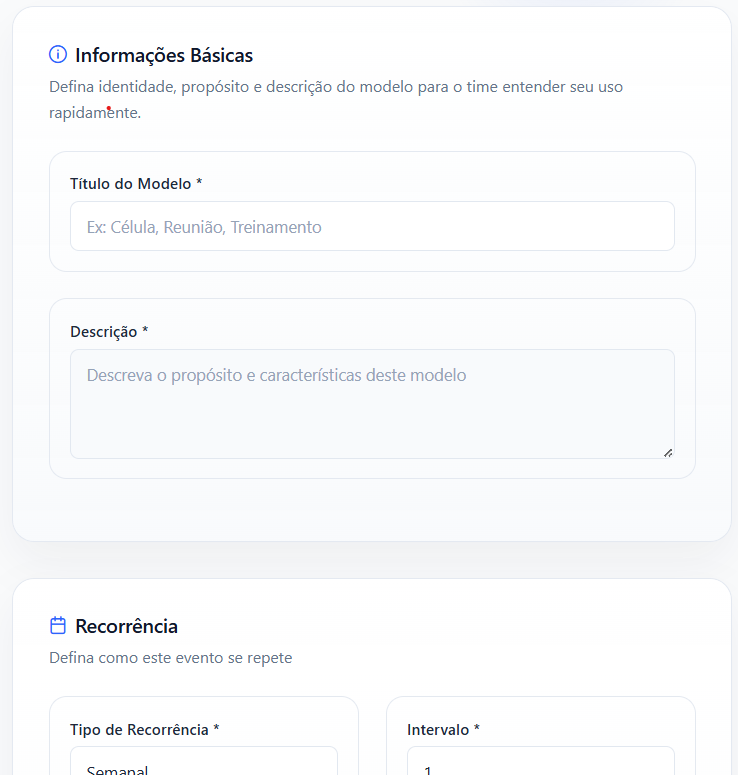 Informações Básicas
Defina identidade, propósito e descrição do modelo para o time entender seu uso
rapidamente.
Título do Modelo *
Ex: Célula, Reunião, Treinamento
Descrição *
Descreva o propósito e características deste modelo
Recorrência
Defina como este evento se repete
Tipo de Recorrência *
Intervalo *
Semanal
1